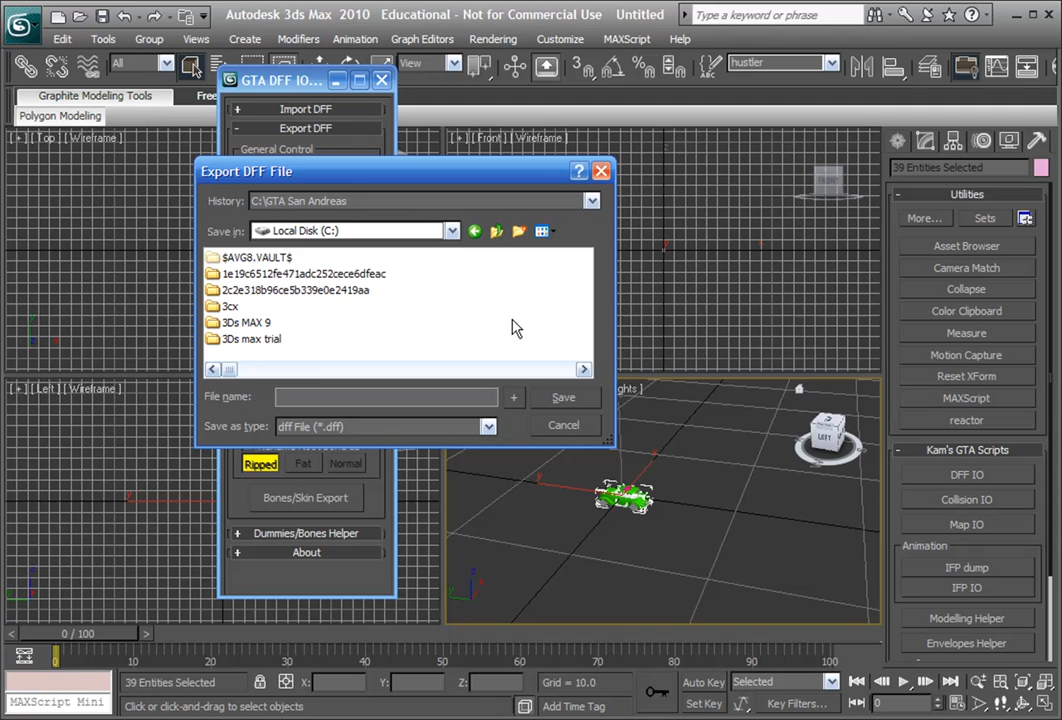 Autodesk 3ds Max 2010 Educational - Not for Commercial Use Untitled
Type a keyword or phrase
Edit Tools Group Views Create Modifiers Animation Graph Editors Rendering Customize MAXScript Help
All
View
hustler
GTA DFF IO...
Graphite Modeling Tools
Free
Polygon Modeling
+ Import DFF
- Export DFF
General Control
[ + ] [ Top ] [ Wireframe ]
[ + ] [ Front ] [ Wireframe ]
FRONT
39 Entities Selected
Export DFF File
History: C:\GTA San Andreas
Save in: Local Disk (C:)
$AVG8.VAULT$
1e19c6512fe471adc252cece6dfeac
2c2e318b96ce5b339e0e2419aa
3cx
3Ds MAX 9
3Ds max trial
File name:
+
Save
Save as type: dff File (*.dff)
Cancel
- Utilities
More... Sets
Asset Browser
Camera Match
Collapse
Color Clipboard
Measure
Motion Capture
Reset XForm
MAXScript
reactor
- Kam's GTA Scripts
DFF IO
Collision IO
Map IO
Animation
IFP dump
IFP IO
Modelling Helper
Envelopes Helper
[ + ] [ Left ] [ Wireframe ]
ghts ]
LEFT
Ripped Fat Normal
Bones/Skin Export
+ Dummies/Bones Helper
+ About
x
y
z
0 / 100
0 10 20 30 40 50 60 70 80 90 100
39 Entities Selected
X: Y: Z:
Grid = 10.0
Auto Key
Selected
Set Key
Key Filters...
0
MAXScript Mini
Click or click-and-drag to select objects
Add Time Tag